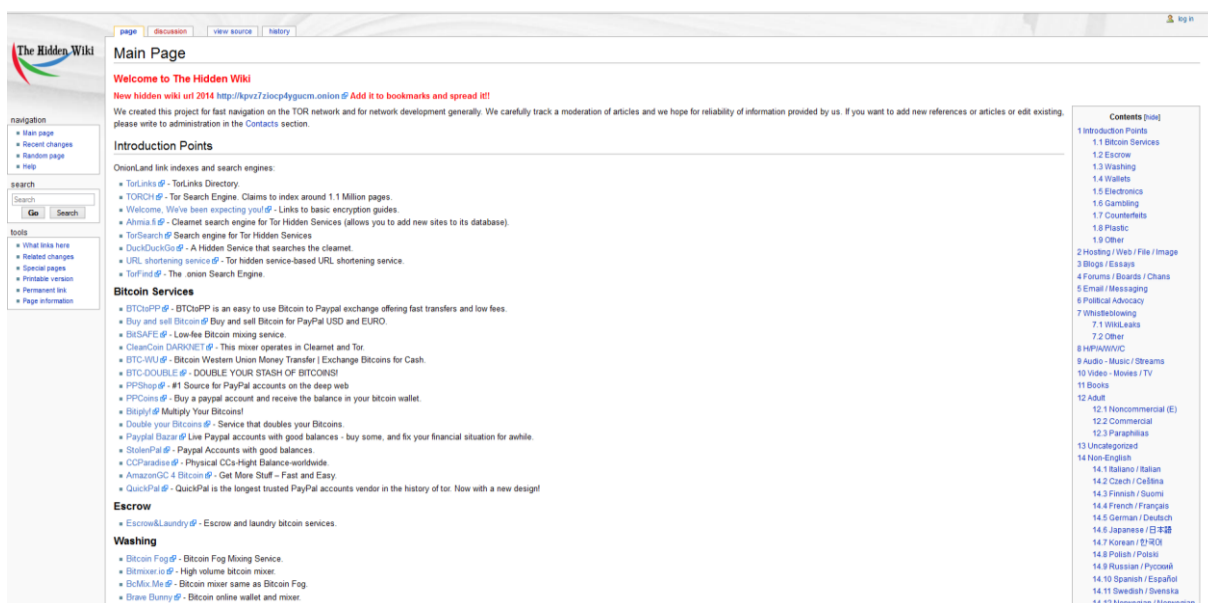 log in
page discussion view source history
The Hidden Wiki
Main Page
Welcome to The Hidden Wiki
New hidden wiki url 2014 http://kpvz7ziocp4ygucm.onion Add it to bookmarks and spread it!!
We created this project for fast navigation on the TOR network and for network development generally. We carefully track a moderation of articles and we hope for reliability of information provided by us. If you want to add new references or articles or edit existing,
please write to administration in the Contacts section.
navigation
Main page
Recent changes
Random page
Help
search
Search
Go Search
tools
What links here
Related changes
Special pages
Printable version
Permanent link
Page information
Introduction Points
OnionLand link indexes and search engines:
TorLinks - TorLinks Directory.
TORCH - Tor Search Engine. Claims to index around 1.1 Million pages.
Welcome, We've been expecting you! - Links to basic encryption guides.
Ahmia.fi - Clearnet search engine for Tor Hidden Services (allows you to add new sites to its database).
TorSearch Search engine for Tor Hidden Services
DuckDuckGo - A Hidden Service that searches the clearnet.
URL shortening service - Tor hidden service-based URL shortening service.
TorFind - The .onion Search Engine.
Bitcoin Services
BTCtoPP - BTCtoPP is an easy to use Bitcoin to Paypal exchange offering fast transfers and low fees.
Buy and sell Bitcoin Buy and sell Bitcoin for PayPal USD and EURO.
BitSAFE - Low-fee Bitcoin mixing service.
CleanCoin DARKNET - This mixer operates in Clearnet and Tor.
BTC-WU - Bitcoin Western Union Money Transfer | Exchange Bitcoins for Cash.
BTC-DOUBLE - DOUBLE YOUR STASH OF BITCOINS!
PPShop - #1 Source for PayPal accounts on the deep web
PPCoins - Buy a paypal account and receive the balance in your bitcoin wallet.
Bitiply! Multiply Your Bitcoins!
Double your Bitcoins - Service that doubles your Bitcoins.
Payplal Bazar Live Paypal accounts with good balances - buy some, and fix your financial situation for awhile.
StolenPal - Paypal Accounts with good balances.
CCParadise - Physical CCs-Hight Balance-worldwide.
AmazonGC 4 Bitcoin - Get More Stuff – Fast and Easy.
QuickPal - QuickPal is the longest trusted PayPal accounts vendor in the history of tor. Now with a new design!
Escrow
Escrow&Laundry - Escrow and laundry bitcoin services.
Washing
Bitcoin Fog - Bitcoin Fog Mixing Service.
Bitmixer.io - High volume bitcoin mixer.
BcMix.Me - Bitcoin mixer same as Bitcoin Fog.
Brave Bunny - Bitcoin online wallet and mixer.
Contents [hide]
1 Introduction Points
1.1 Bitcoin Services
1.2 Escrow
1.3 Washing
1.4 Wallets
1.5 Electronics
1.6 Gambling
1.7 Counterfeits
1.8 Plastic
1.9 Other
2 Hosting / Web / File / Image
3 Blogs / Essays
4 Forums / Boards / Chans
5 Email / Messaging
6 Political Advocacy
7 Whistleblowing
7.1 WikiLeaks
7.2 Other
8 H/P/A/W/V/C
9 Audio - Music / Streams
10 Video - Movies / TV
11 Books
12 Adult
12.1 Noncommercial (E)
12.2 Commercial
12.3 Paraphilias
13 Uncategorized
14 Non-English
14.1 Italiano / Italian
14.2 Czech / Čeština
14.3 Finnish / Suomi
14.4 French / Français
14.5 German / Deutsch
14.6 Japanese / 日本語
14.7 Korean / 한국어
14.8 Polish / Polski
14.9 Russian / Русский
14.10 Spanish / Español
14.11 Swedish / Svenska